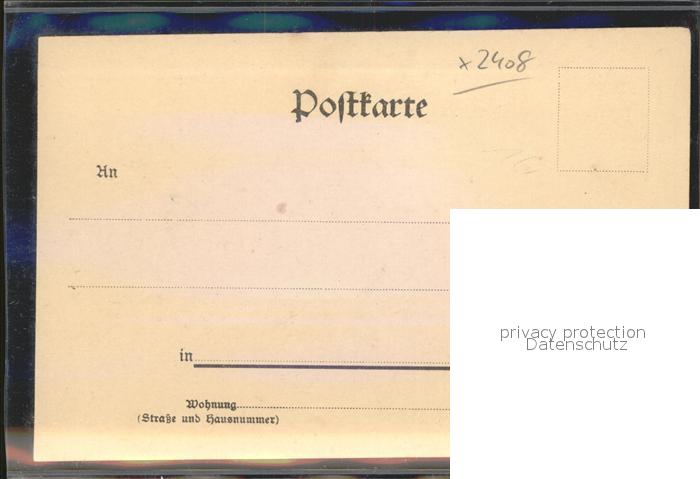 x2408
Postkarte
An
in
Wohnung
(Straße und Hausnummer)
privacy protection
Datenschutz